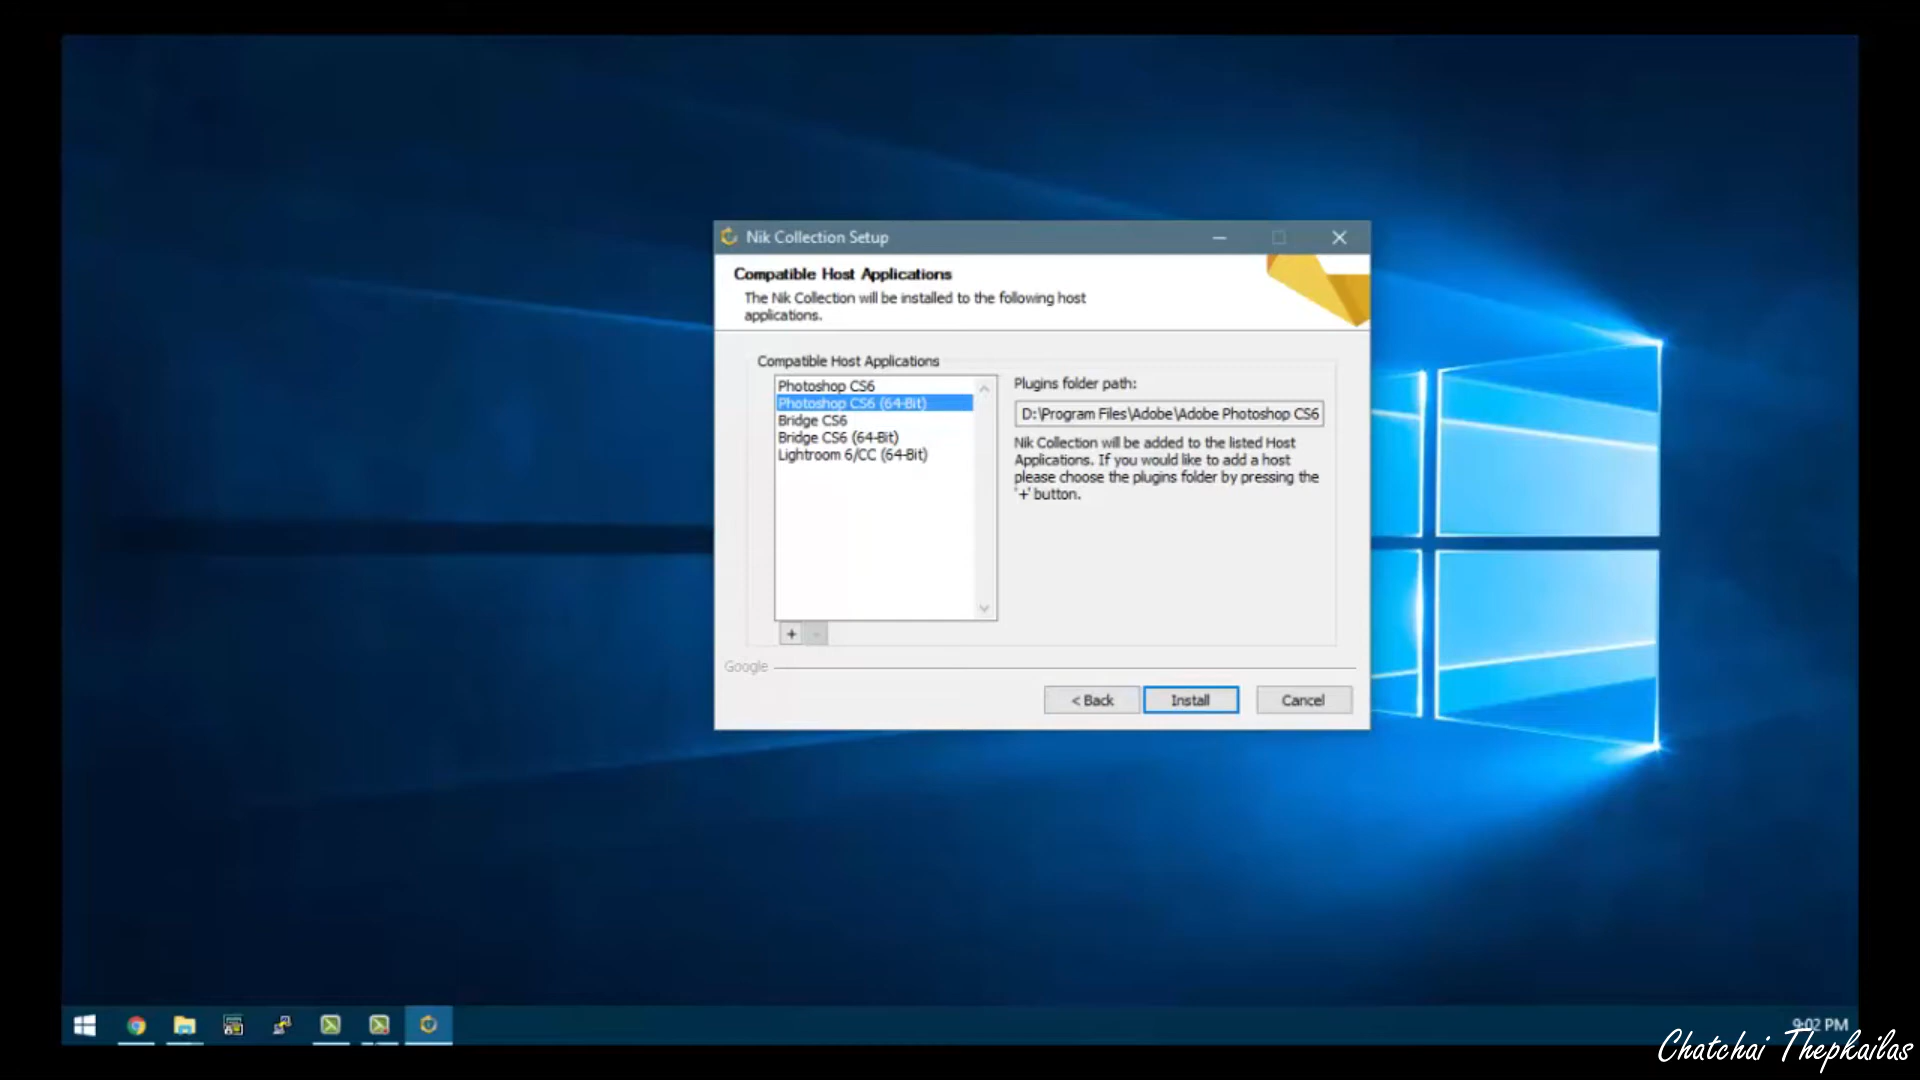 Nik Collection Setup
Compatible Host Applications
The Nik Collection will be installed to the following host
applications.
Compatible Host Applications
Photoshop CS6
Photoshop CS6 (64-Bit)
Bridge CS6
Bridge CS6 (64-Bit)
Lightroom 6/CC (64-Bit)
+
-
Plugins folder path:
D:\Program Files\Adobe\Adobe Photoshop CS6
Nik Collection will be added to the listed Host
Applications. If you would like to add a host
please choose the plugins folder by pressing the
'+' button.
Google
< Back
Install
Cancel
9:02 PM
Chatchai Thepkailas